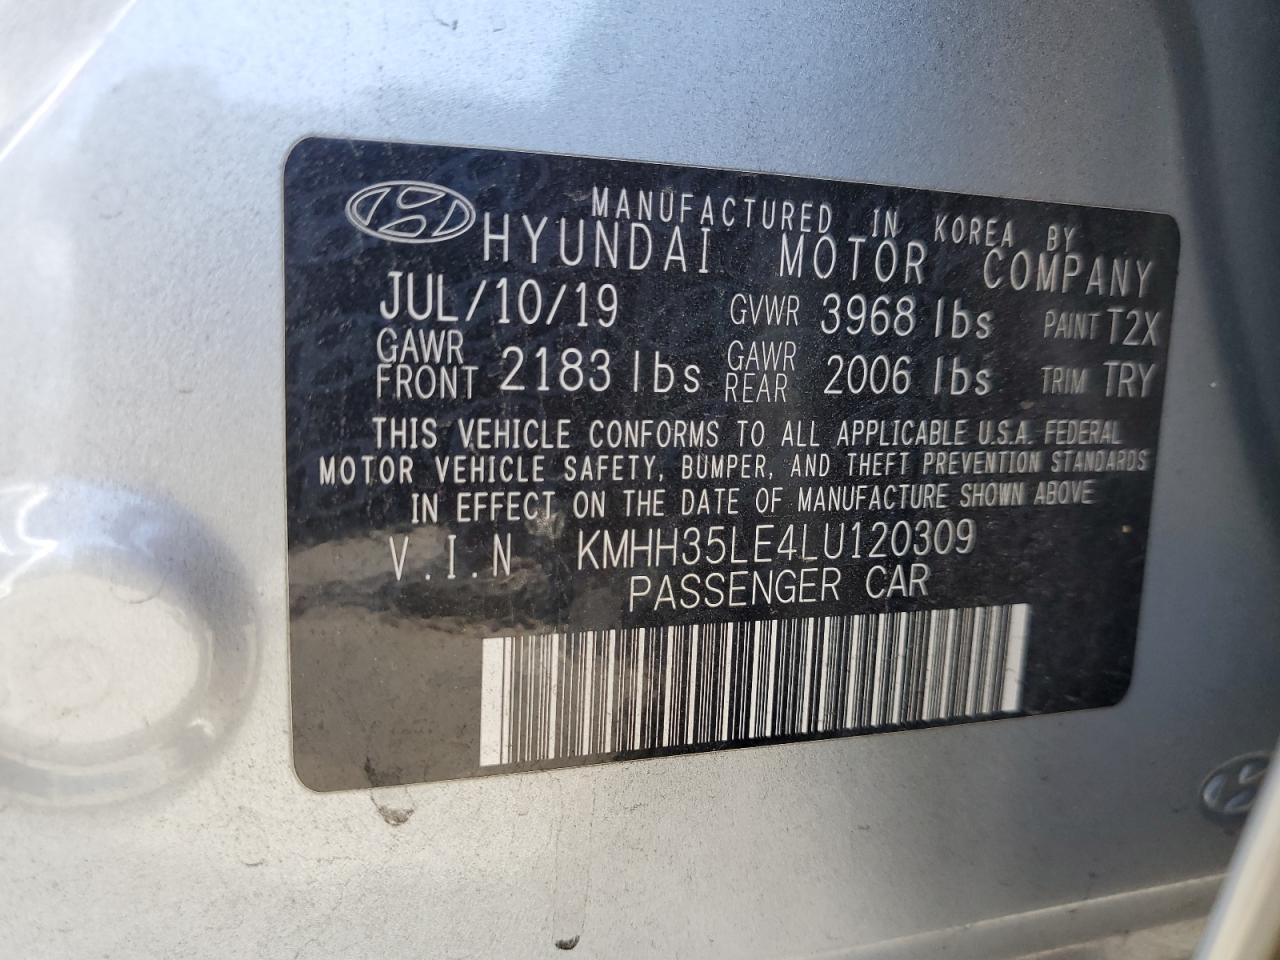 MANUFACTURED IN KOREA BY
HYUNDAI MOTOR COMPANY
JUL/10/19 GVWR 3968 lbs PAINT T2X
GAWR FRONT 2183 lbs GAWR REAR 2006 lbs TRIM TRY
THIS VEHICLE CONFORMS TO ALL APPLICABLE U.S.A. FEDERAL
MOTOR VEHICLE SAFETY, BUMPER, AND THEFT PREVENTION STANDARDS
IN EFFECT ON THE DATE OF MANUFACTURE SHOWN ABOVE
V.I.N KMHH35LE4LU120309
PASSENGER CAR